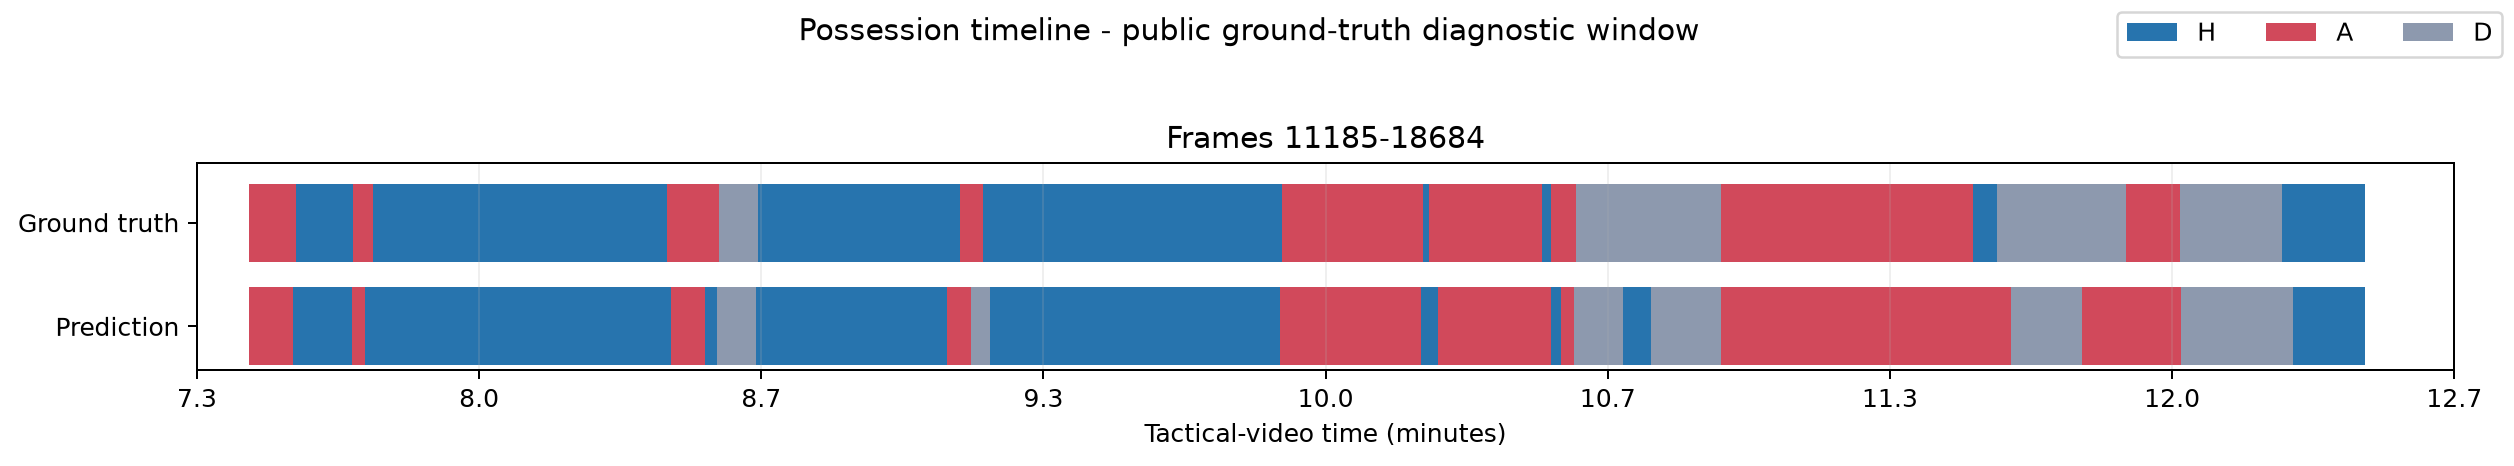 Possession timeline - public ground-truth diagnostic window
H A D
Frames 11185-18684
Ground truth
Prediction
7.3 8.0 8.7 9.3 10.0 10.7 11.3 12.0 12.7
Tactical-video time (minutes)